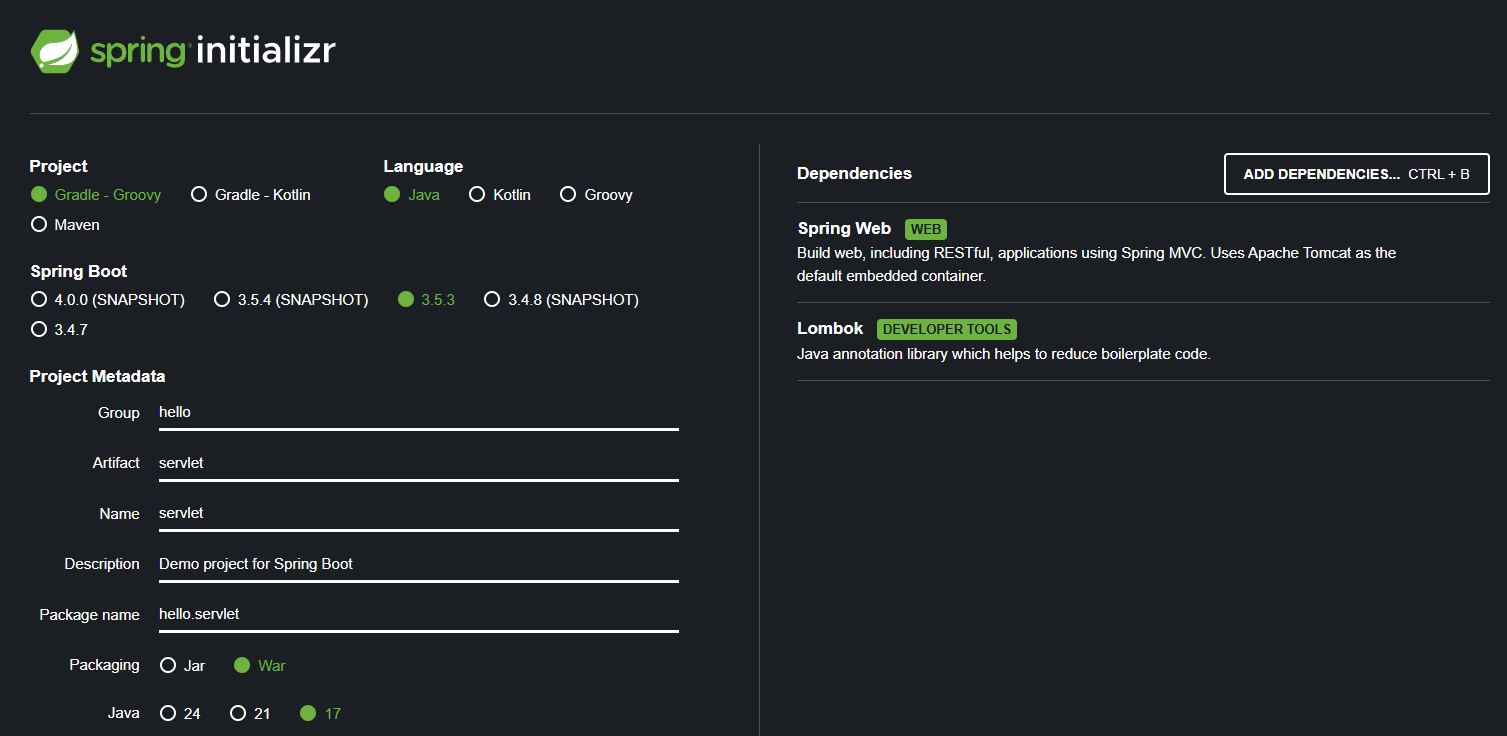 spring initializr
Project
Gradle - Groovy
Gradle - Kotlin
Maven
Language
Java
Kotlin
Groovy
Spring Boot
4.0.0 (SNAPSHOT)
3.5.4 (SNAPSHOT)
3.5.3
3.4.8 (SNAPSHOT)
3.4.7
Project Metadata
Group hello
Artifact servlet
Name servlet
Description Demo project for Spring Boot
Package name hello.servlet
Packaging Jar War
Java 24 21 17
Dependencies
ADD DEPENDENCIES... CTRL + B
Spring Web WEB
Build web, including RESTful, applications using Spring MVC. Uses Apache Tomcat as the
default embedded container.
Lombok DEVELOPER TOOLS
Java annotation library which helps to reduce boilerplate code.